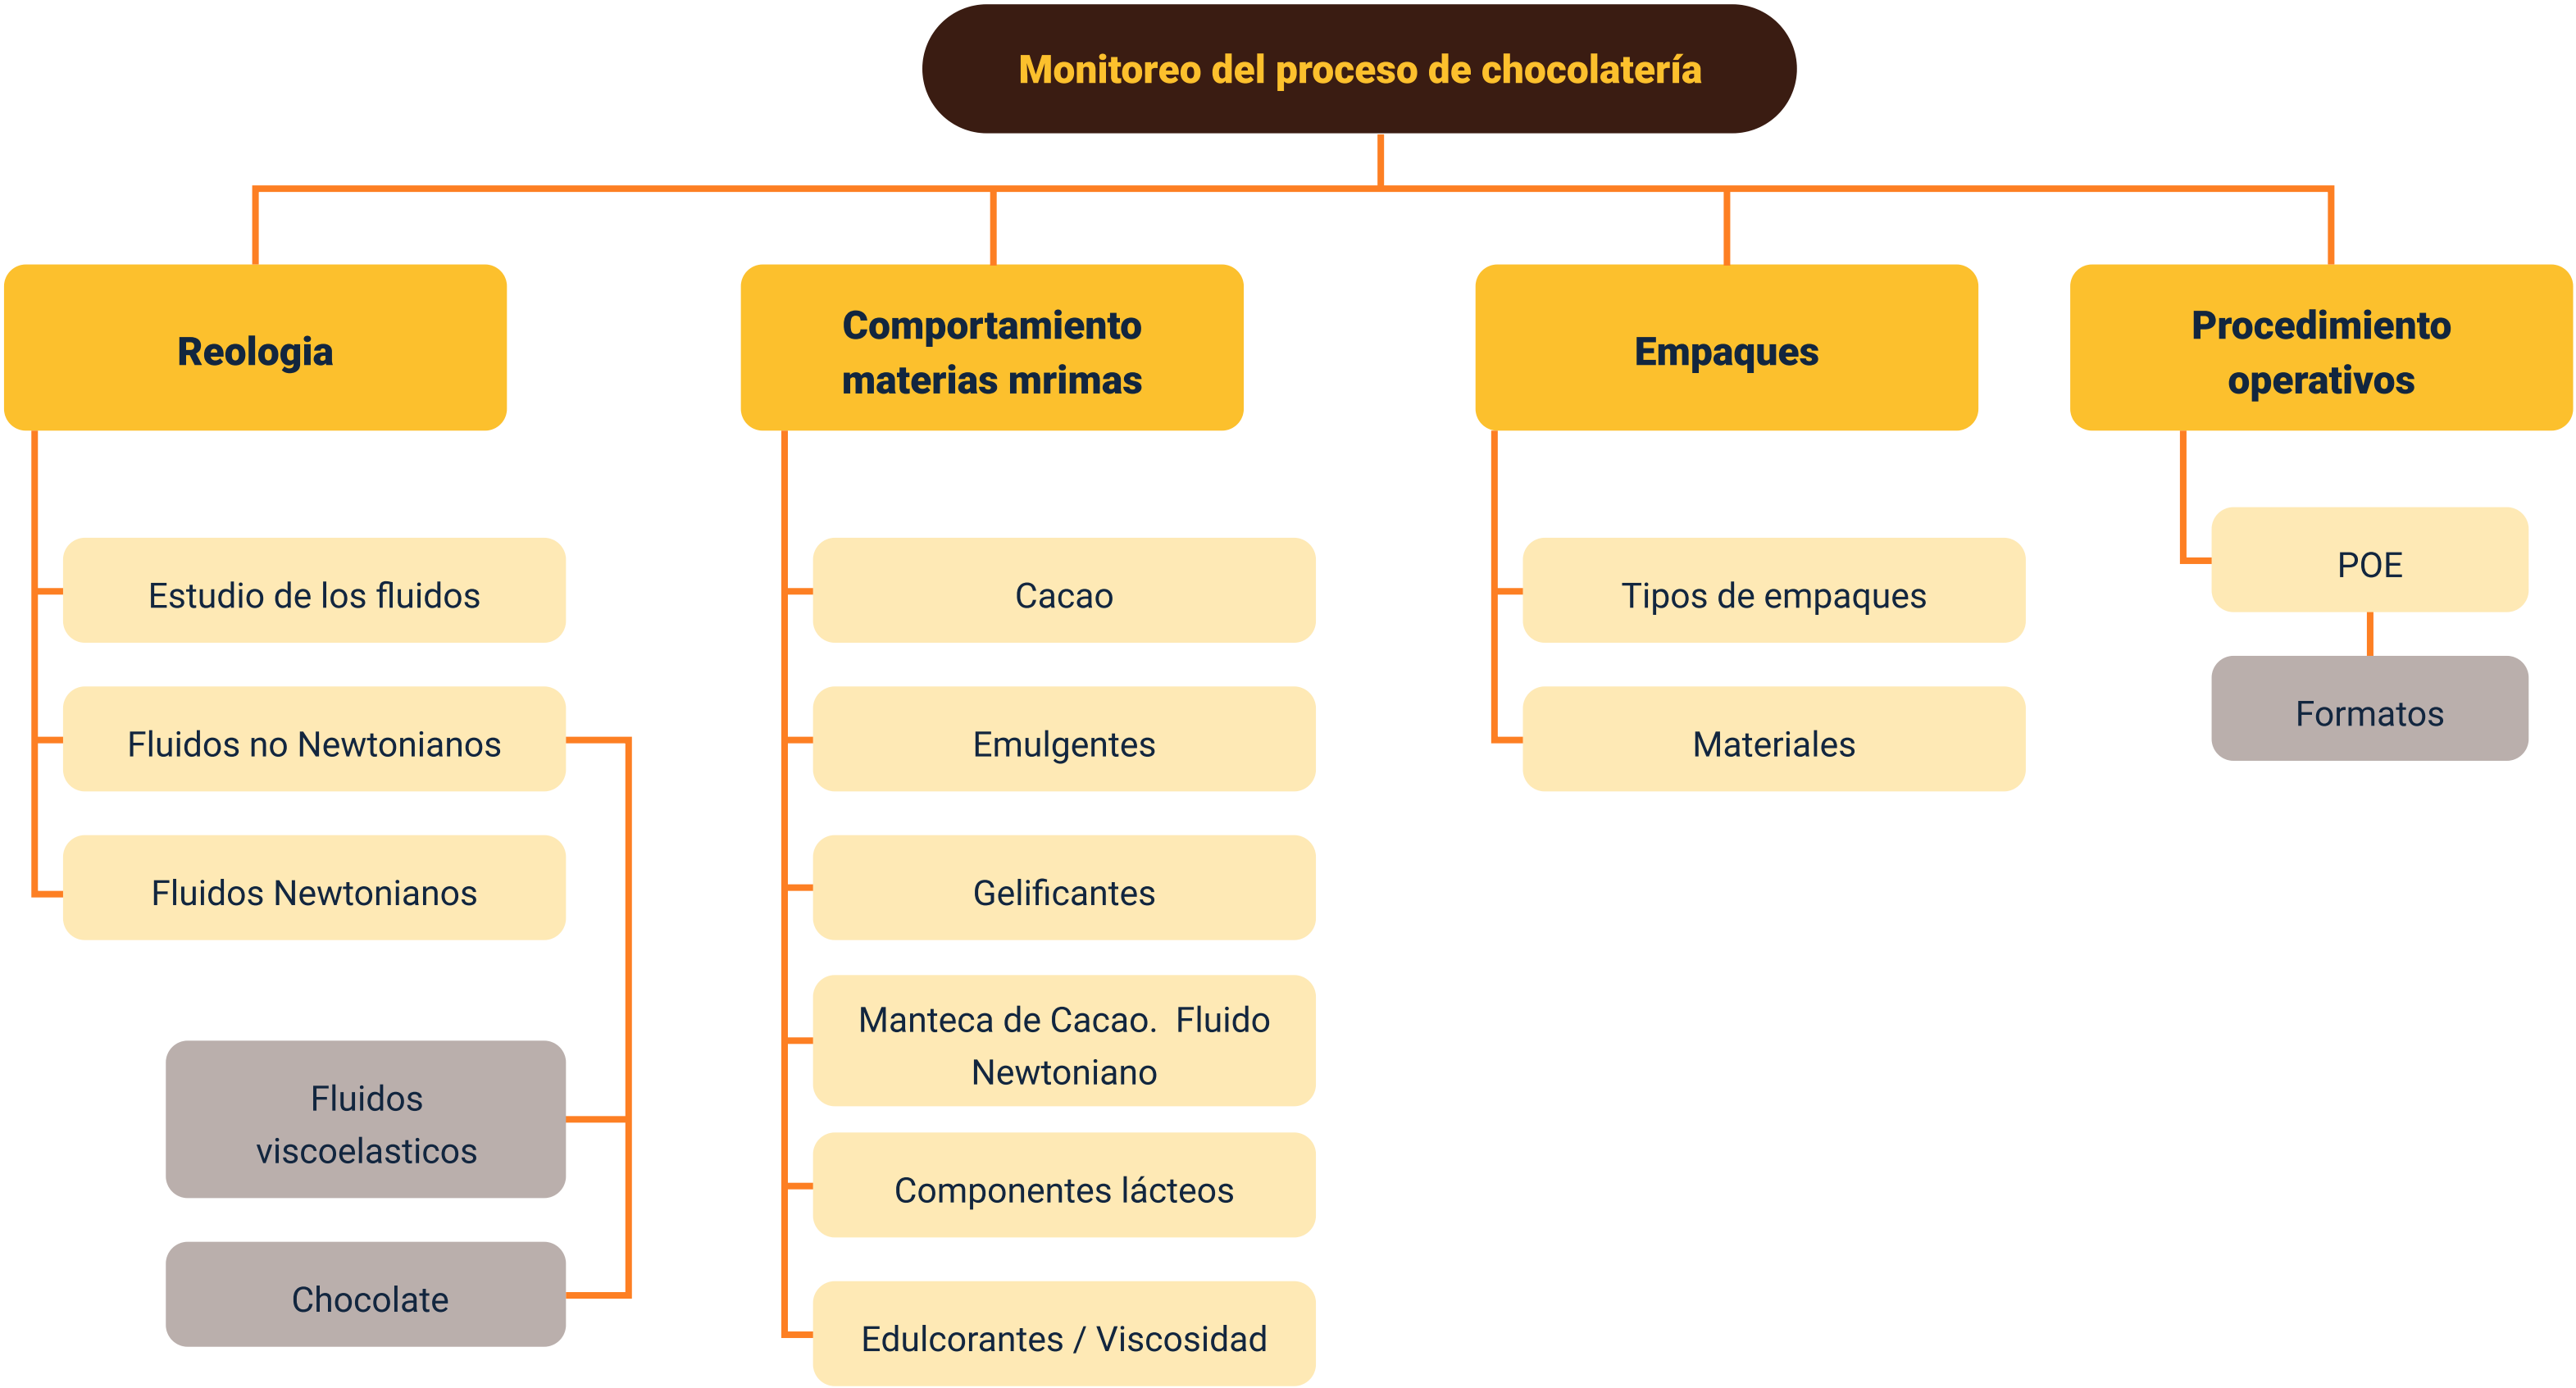 Monitoreo del proceso de chocolatería
Reologia
Estudio de los fluidos
Fluidos no Newtonianos
Fluidos Newtonianos
Fluidos
viscoelasticos
Chocolate
Comportamiento
materias mrimas
Cacao
Emulgentes
Gelificantes
Manteca de Cacao.  Fluido
Newtoniano
Componentes lácteos
Edulcorantes / Viscosidad
Empaques
Tipos de empaques
Materiales
Procedimiento
operativos
POE
Formatos